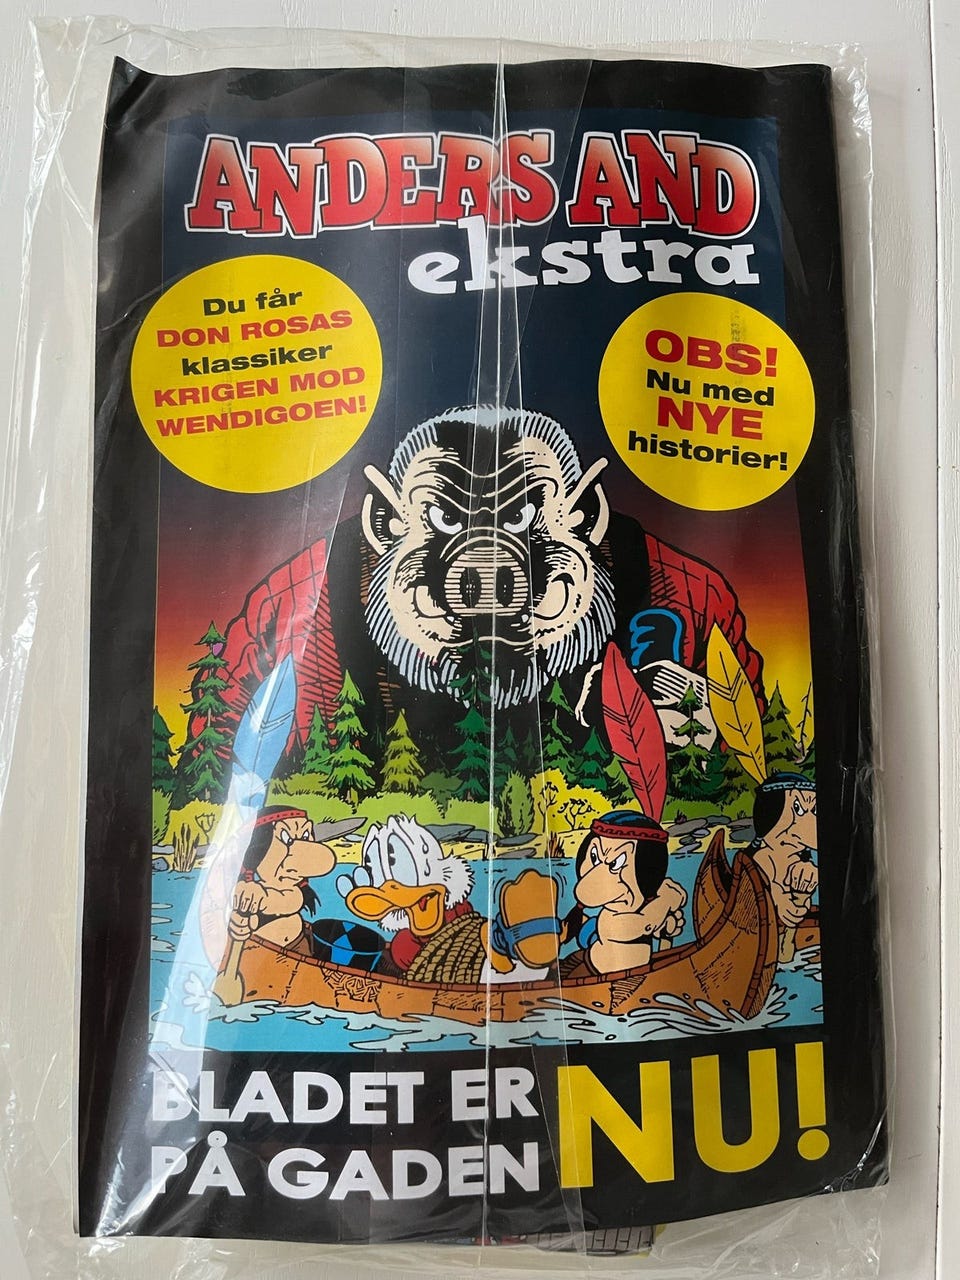 ANDERS AND
ekstra
Du får
DON ROSAS
klassiker
KRIGEN MOD
WENDIGOEN!
OBS!
Nu med
NYE
historier!
BLADET ER
PÅ GADEN
NU!